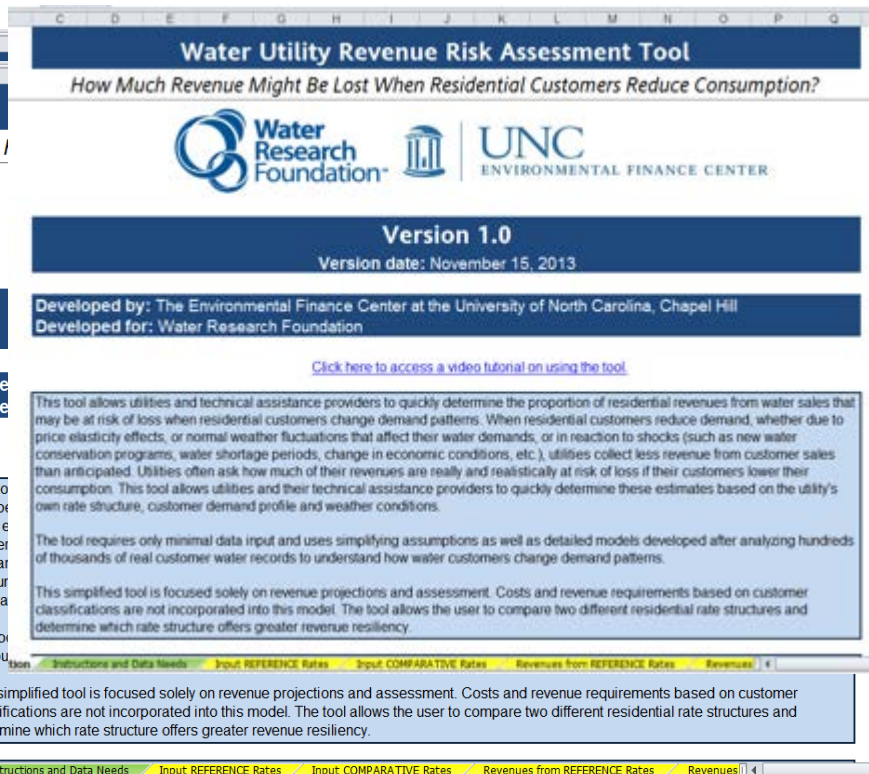 C D E F G H I J K L M N O P Q
Water Utility Revenue Risk Assessment Tool
How Much Revenue Might Be Lost When Residential Customers Reduce Consumption?
Water
Research
Foundation
UNC
ENVIRONMENTAL FINANCE CENTER
Version 1.0
Version date: November 15, 2013
Developed by: The Environmental Finance Center at the University of North Carolina, Chapel Hill
Developed for: Water Research Foundation
Click here to access a video tutorial on using the tool.
This tool allows utilities and technical assistance providers to quickly determine the proportion of residential revenues from water sales that
may be at risk of loss when residential customers change demand patterns. When residential customers reduce demand, whether due to
price elasticity effects, or normal weather fluctuations that affect their water demands, or in reaction to shocks (such as new water
conservation programs, water shortage periods, change in economic conditions, etc.), utilities collect less revenue from customer sales
than anticipated. Utilities often ask how much of their revenues are really and realistically at risk of loss if their customers lower their
consumption. This tool allows utilities and their technical assistance providers to quickly determine these estimates based on the utility's
own rate structure, customer demand profile and weather conditions.
The tool requires only minimal data input and uses simplifying assumptions as well as detailed models developed after analyzing hundreds
of thousands of real customer water records to understand how water customers change demand patterns.
This simplified tool is focused solely on revenue projections and assessment. Costs and revenue requirements based on customer
classifications are not incorporated into this model. The tool allows the user to compare two different residential rate structures and
determine which rate structure offers greater revenue resiliency.
tion Instructions and Data Needs Input REFERENCE Rates Input COMPARATIVE Rates Revenues from REFERENCE Rates Revenues
simplified tool is focused solely on revenue projections and assessment. Costs and revenue requirements based on customer
ifications are not incorporated into this model. The tool allows the user to compare two different residential rate structures and
mine which rate structure offers greater revenue resiliency.
tructions and Data Needs Input REFERENCE Rates Input COMPARATIVE Rates Revenues from REFERENCE Rates Revenues